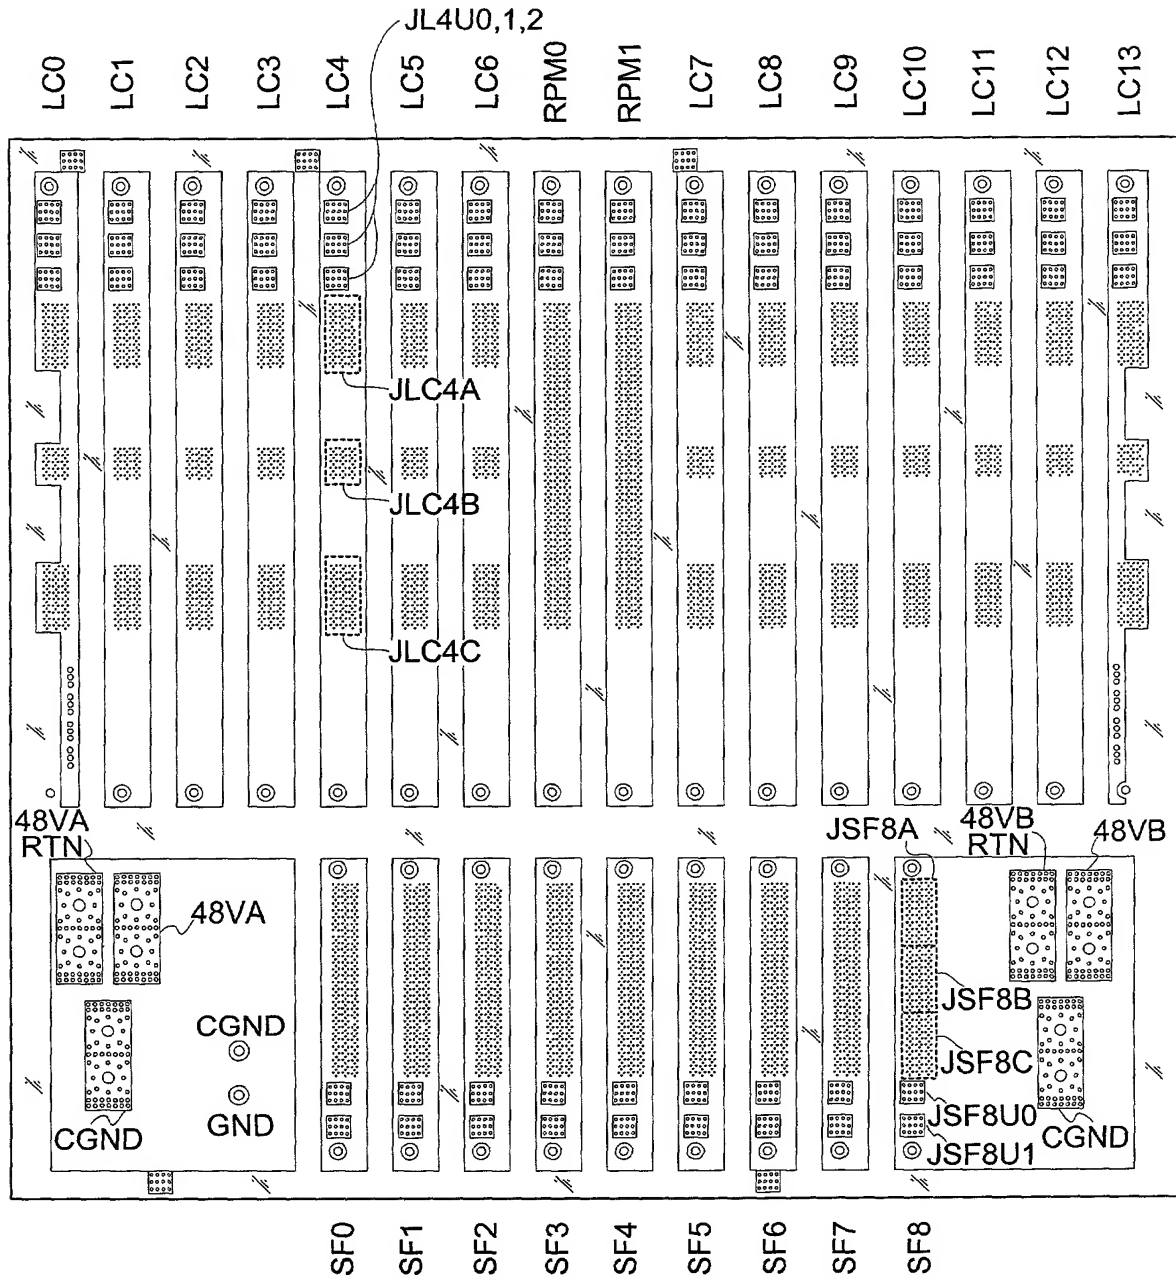 JL4U0,1,2
LC0
LC1
LC2
LC3
LC4
LC5
LC6
RPM0
RPM1
LC7
LC8
LC9
LC10
LC11
LC12
LC13
JLC4A
JLC4B
JLC4C
48VA
RTN
48VA
CGND
GND
CGND
JSF8A
48VB
RTN
48VB
JSF8B
JSF8C
JSF8U0
JSF8U1
CGND
SF0
SF1
SF2
SF3
SF4
SF5
SF6
SF7
SF8